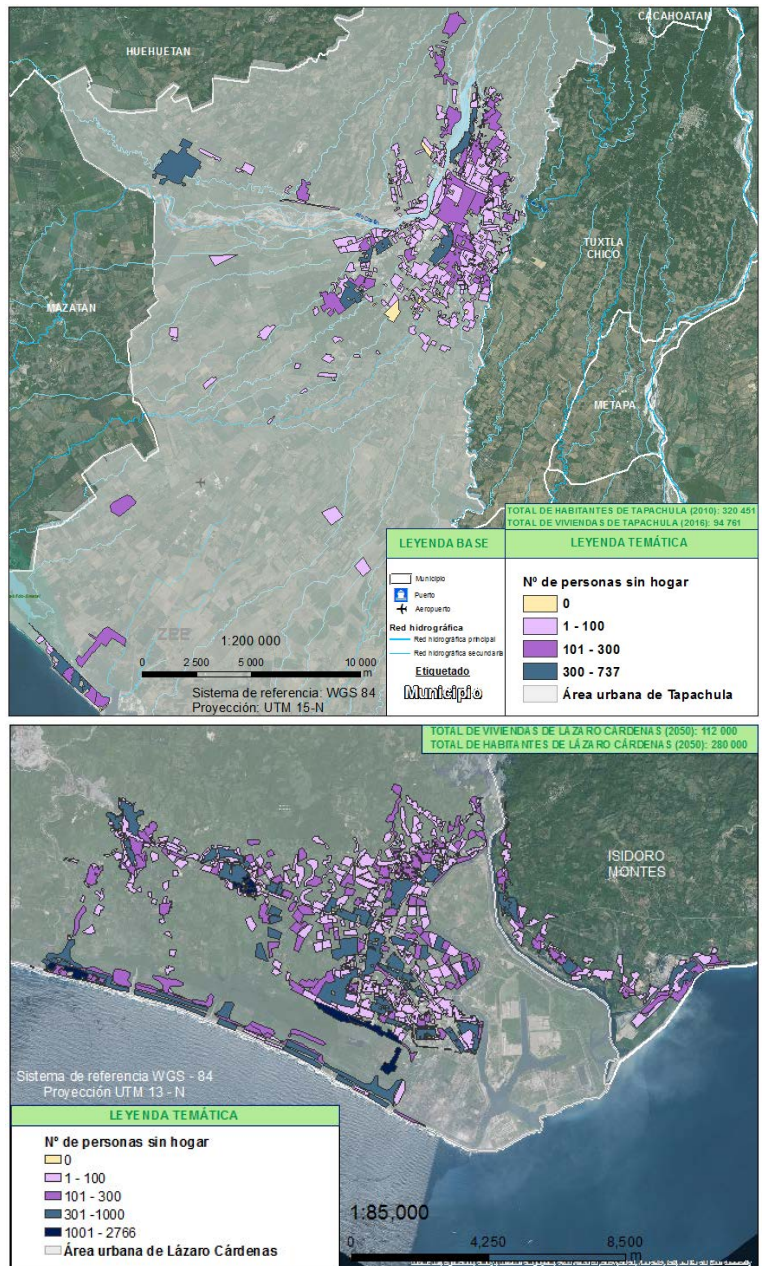 CACAHOATAN
HUEHUETAN
TUXTLA
CHICO
MAZATAN
METAPA
TOTAL DE HABITANTES DE TAPACHULA (2010): 320 451
TOTAL DE VIVIENDAS DE TAPACHULA (2016): 94 761
LEYENDA BASE
Municipio
Puerto
Aeropuerto
Red hidrográfica
Red hidrográfica principal
Red hidrográfica secundaria
Etiquetado
Municipio
LEYENDA TEMÁTICA
Nº de personas sin hogar
0
1 - 100
101 - 300
300 - 737
Área urbana de Tapachula
ZEE
1:200 000
0 2 500 5 000 10 000
m
Sistema de referencia: WGS 84
Proyección: UTM 15-N
TOTAL DE VIVIENDAS DE LÁZARO CÁRDENAS (2050): 112 000
TOTAL DE HABITANTES DE LÁZARO CÁRDENAS (2050): 280 000
ISIDORO
MONTES
Sistema de referencia WGS - 84
Proyección UTM 13 - N
LEYENDA TEMÁTICA
Nº de personas sin hogar
0
1 - 100
101 - 300
301 -1000
1001 - 2766
Área urbana de Lázaro Cárdenas
1:85,000
0 4,250 8,500
m